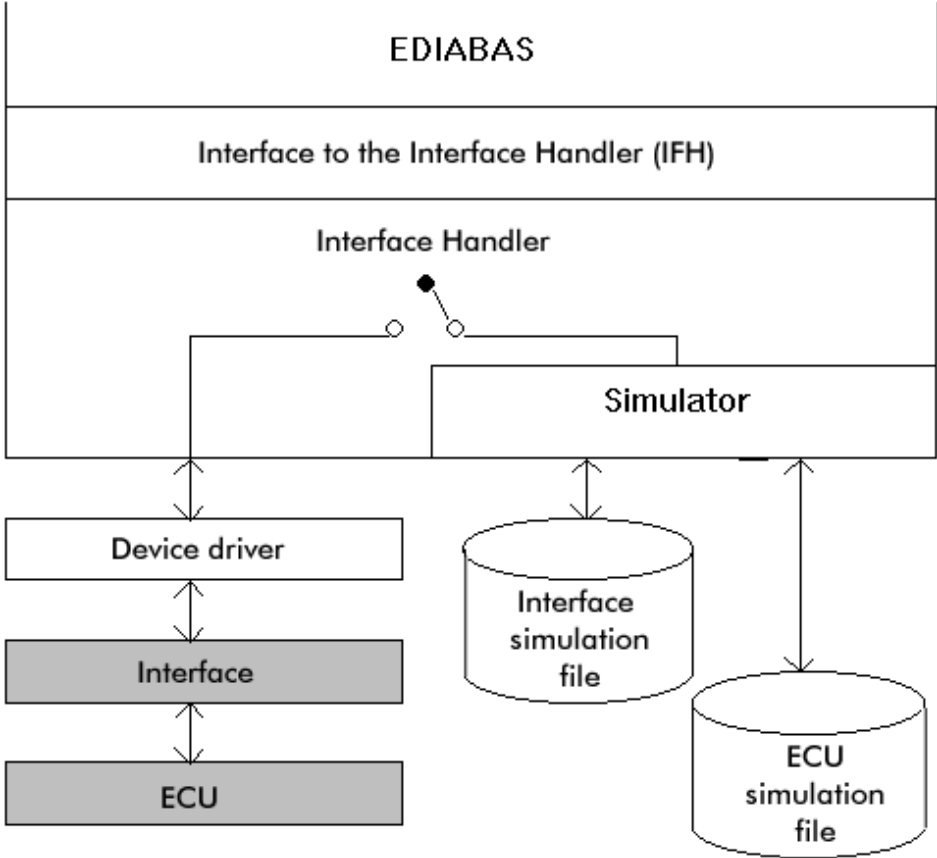 EDIABAS
Interface to the Interface Handler (IFH)
Interface Handler
Simulator
Device driver
Interface
simulation
file
Interface
ECU
simulation
file
ECU